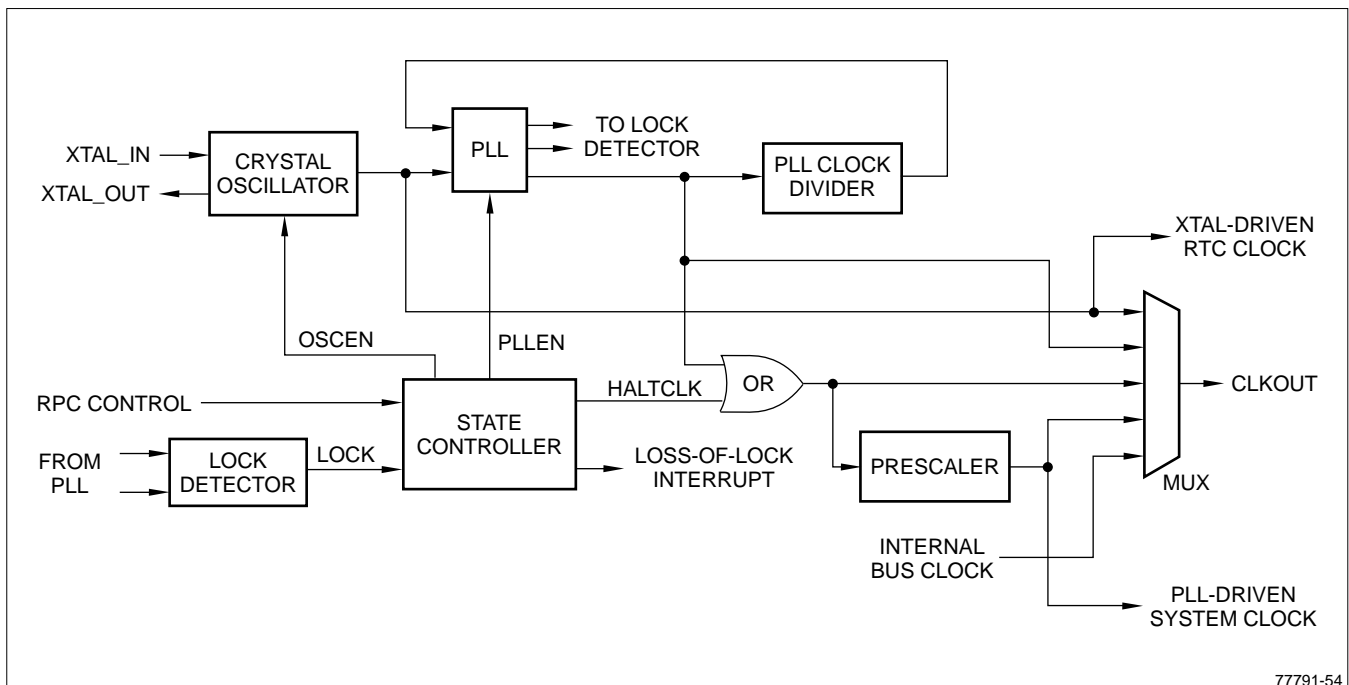 XTAL_IN
XTAL_OUT
CRYSTAL
OSCILLATOR
PLL
TO LOCK
DETECTOR
PLL CLOCK
DIVIDER
XTAL-DRIVEN
RTC CLOCK
OSCEN
PLLEN
RPC CONTROL
FROM
PLL
LOCK
DETECTOR
LOCK
STATE
CONTROLLER
HALTCLK
LOSS-OF-LOCK
INTERRUPT
OR
PRESCALER
MUX
CLKOUT
INTERNAL
BUS CLOCK
PLL-DRIVEN
SYSTEM CLOCK
77791-54